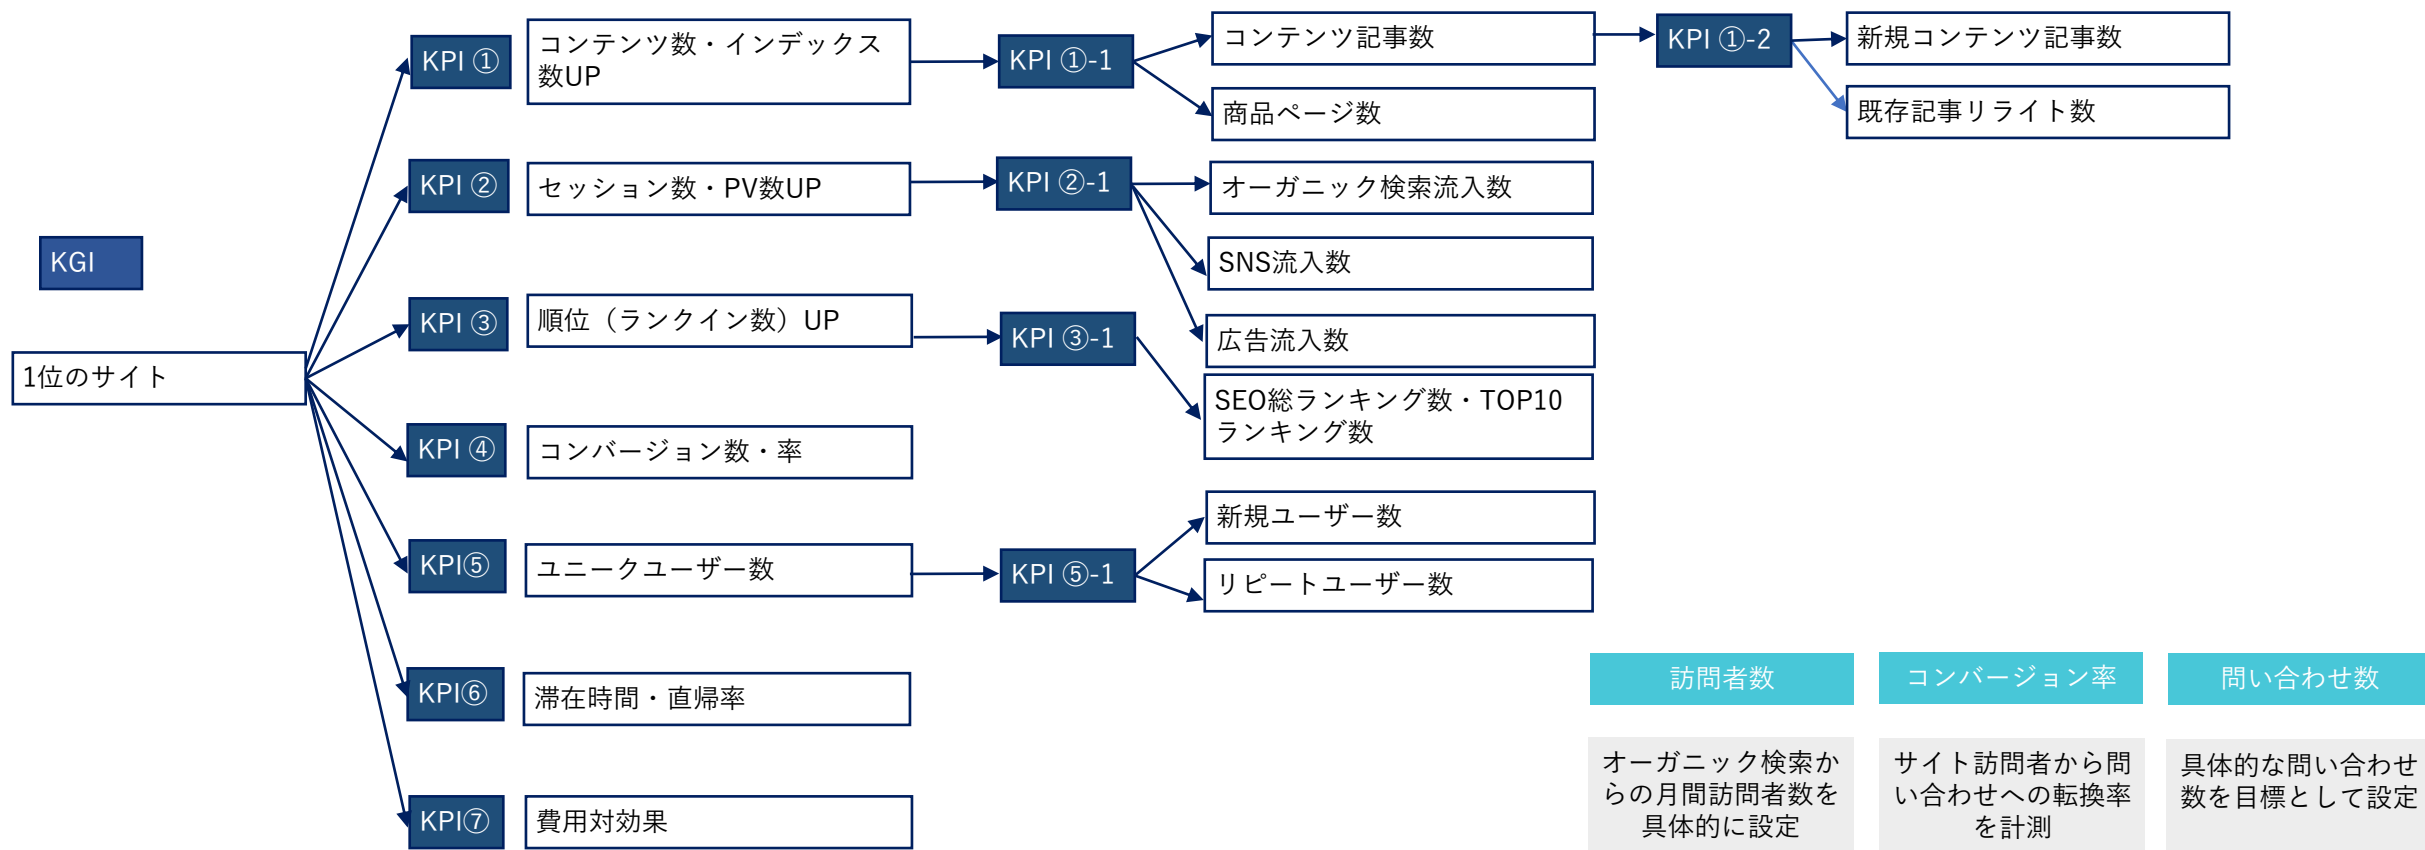 KGI
1位のサイト
KPI ①
コンテンツ数・インデックス
数UP
KPI ①-1
コンテンツ記事数
商品ページ数
KPI ①-2
新規コンテンツ記事数
既存記事リライト数
KPI ②
セッション数・PV数UP
KPI ②-1
オーガニック検索流入数
SNS流入数
広告流入数
KPI ③
順位（ランクイン数）UP
KPI ③-1
SEO総ランキング数・TOP10
ランキング数
KPI ④
コンバージョン数・率
KPI⑤
ユニークユーザー数
KPI ⑤-1
新規ユーザー数
リピートユーザー数
KPI⑥
滞在時間・直帰率
KPI⑦
費用対効果
訪問者数
オーガニック検索か
らの月間訪問者数を
具体的に設定
コンバージョン率
サイト訪問者から問
い合わせへの転換率
を計測
問い合わせ数
具体的な問い合わせ
数を目標として設定